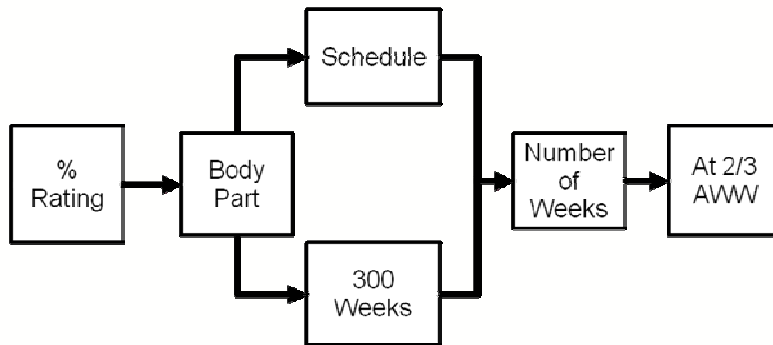 %
Rating
Body
Part
Schedule
300
Weeks
Number
of
Weeks
At 2/3
AWW